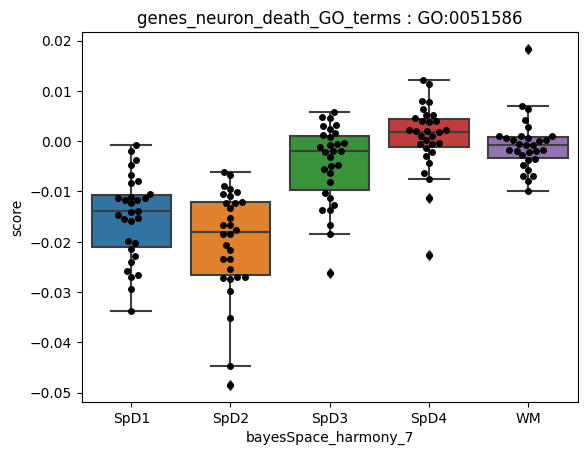 genes_neuron_death_GO_terms : GO:0051586
0.02
0.01
0.00
−0.01
−0.02
−0.03
−0.04
−0.05
score
SpD1 SpD2 SpD3 SpD4 WM
bayesSpace_harmony_7